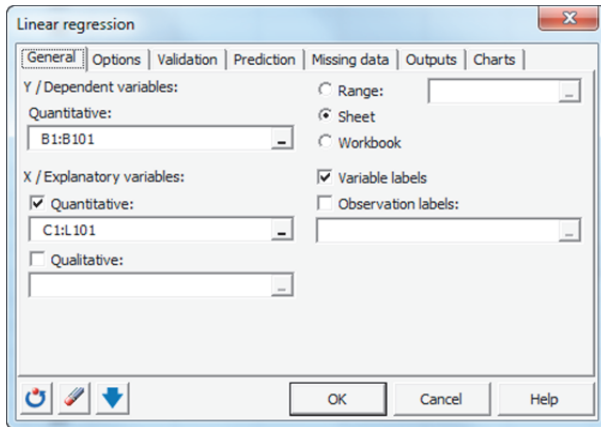 Linear regression
General Options Validation Prediction Missing data Outputs Charts
Y / Dependent variables:
Quantitative:
B1:B101
X / Explanatory variables:
Quantitative:
C1:L101
Qualitative:
Range:
Sheet
Workbook
Variable labels
Observation labels:
OK Cancel Help